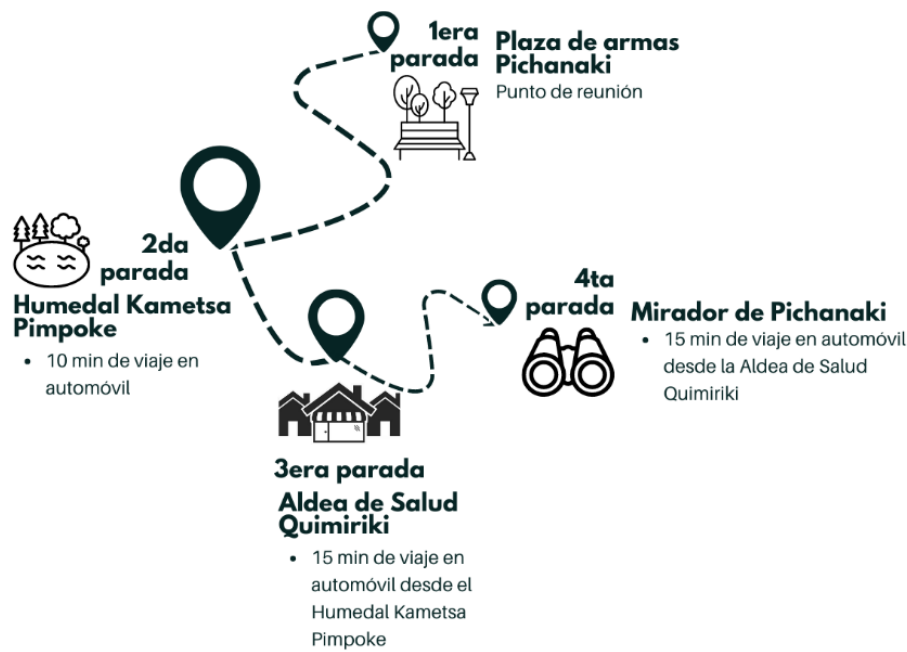 1era
parada
Plaza de armas
Pichanaki
Punto de reunión
2da
parada
Humedal Kametsa
Pimpoke
• 10 min de viaje en
automóvil
3era parada
Aldea de Salud
Quimiriki
• 15 min de viaje en
automóvil desde el
Humedal Kametsa
Pimpoke
4ta
parada
Mirador de Pichanaki
• 15 min de viaje en automóvil
desde la Aldea de Salud
Quimiriki